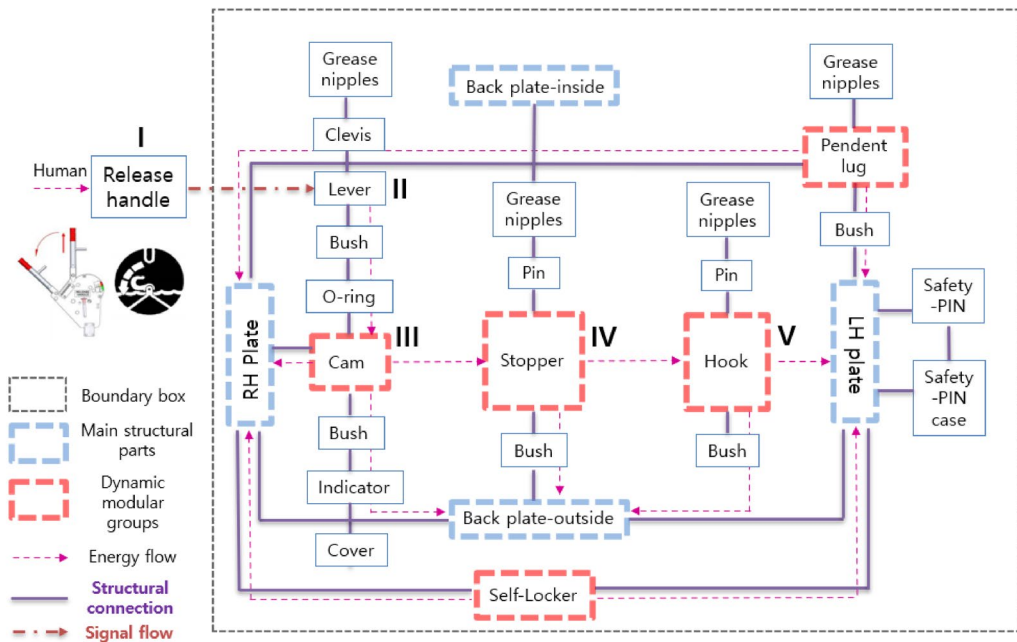 Grease
nipples
Clevis
Lever
II
Bush
O-ring
Cam
III
Bush
Indicator
Cover
Human
I
Release
handle
Back plate-inside
Grease
nipples
Pin
Stopper
IV
Bush
Back plate-outside
Self-Locker
Grease
nipples
Pin
Hook
V
Bush
Grease
nipples
Pendent
lug
Bush
LH plate
RH Plate
Safety
-PIN
Safety
-PIN
case
Boundary box
Main structural
parts
Dynamic
modular
groups
Energy flow
Structural
connection
Signal flow